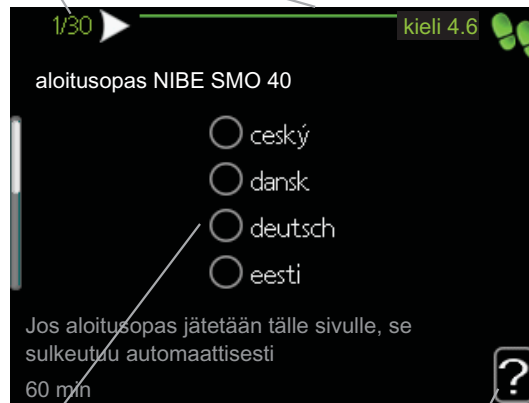 1/30
kieli 4.6
aloitusopas NIBE SMO 40
ceský
dansk
deutsch
eesti
Jos aloitusopas jätetään tälle sivulle, se
sulkeutuu automaattisesti
60 min
?